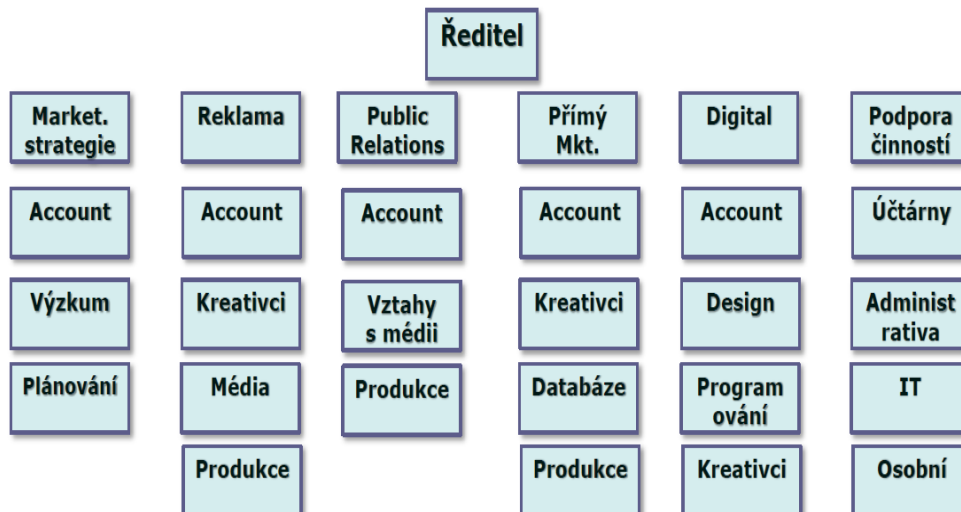 Ředitel
Market.
strategie
Reklama
Public
Relations
Přímý
Mkt.
Digital
Podpora
činností
Account
Account
Account
Account
Account
Účtárny
Výzkum
Kreativci
Vztahy
s médii
Kreativci
Design
Administ
rativa
Plánování
Média
Produkce
Databáze
Program
ování
IT
Produkce
Produkce
Kreativci
Osobní